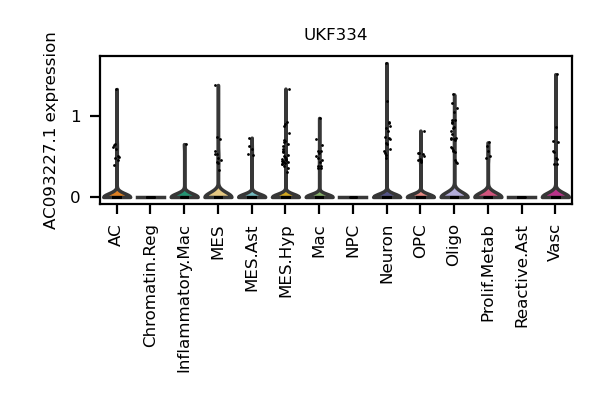 UKF334
AC093227.1 expression
1
0
AC
Chromatin.Reg
Inflammatory.Mac
MES
MES.Ast
MES.Hyp
Mac
NPC
Neuron
OPC
Oligo
Prolif.Metab
Reactive.Ast
Vasc